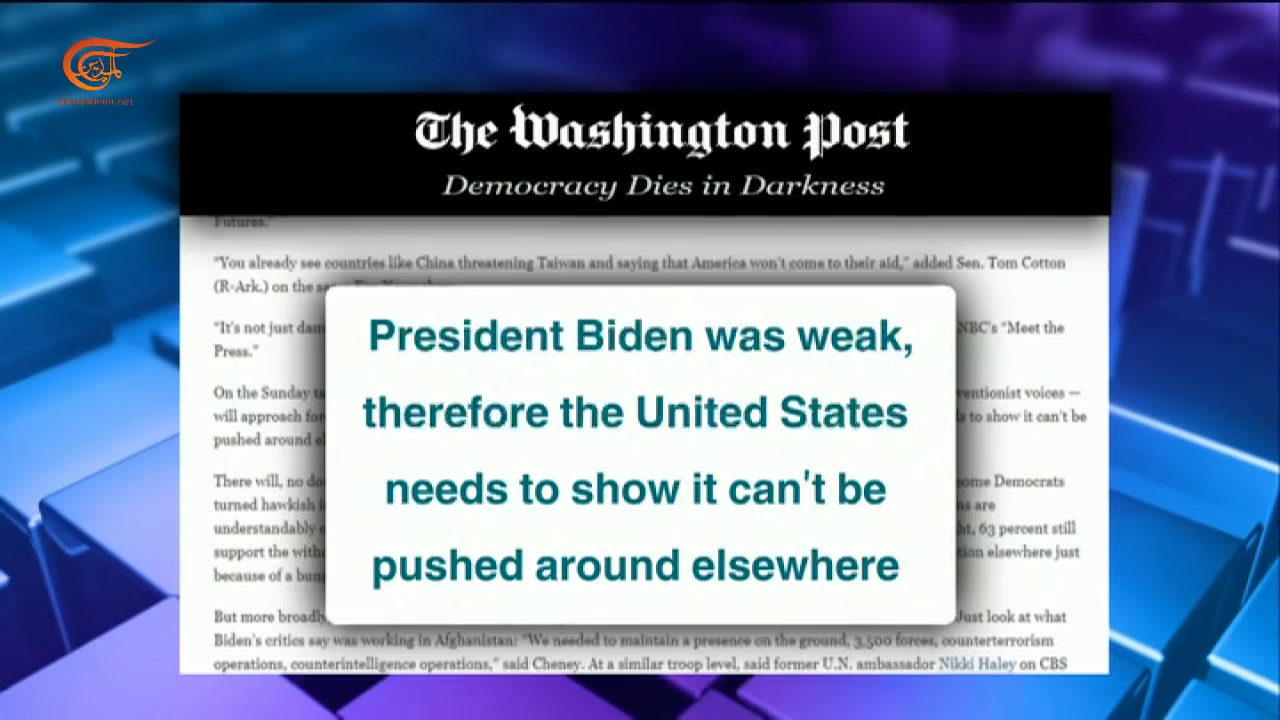 الميادين
almayadeen.net
The Washington Post
Democracy Dies in Darkness
Futures."
"You already see countries like China threatening Taiwan and saying that America won't come to their aid," added Sen. Tom Cotton
(R-Ark.) on the
"It's not just NBC's "Meet the
Press."
On the Sunday
will approach to show it can't be
pushed around
There will, no some Democrats
turned hawkish are
understandably 63 percent still
support the elsewhere just
because of a
But more broadly Just look at what
Biden's critics say was working in Afghanistan: "We needed to maintain a presence on the ground, 3,500 forces, counterterrorism
operations, counterintelligence operations," said Cheney. At a similar troop level, said former U.N. ambassador Nikki Haley on CBS
President Biden was weak,
therefore the United States
needs to show it can't be
pushed around elsewhere